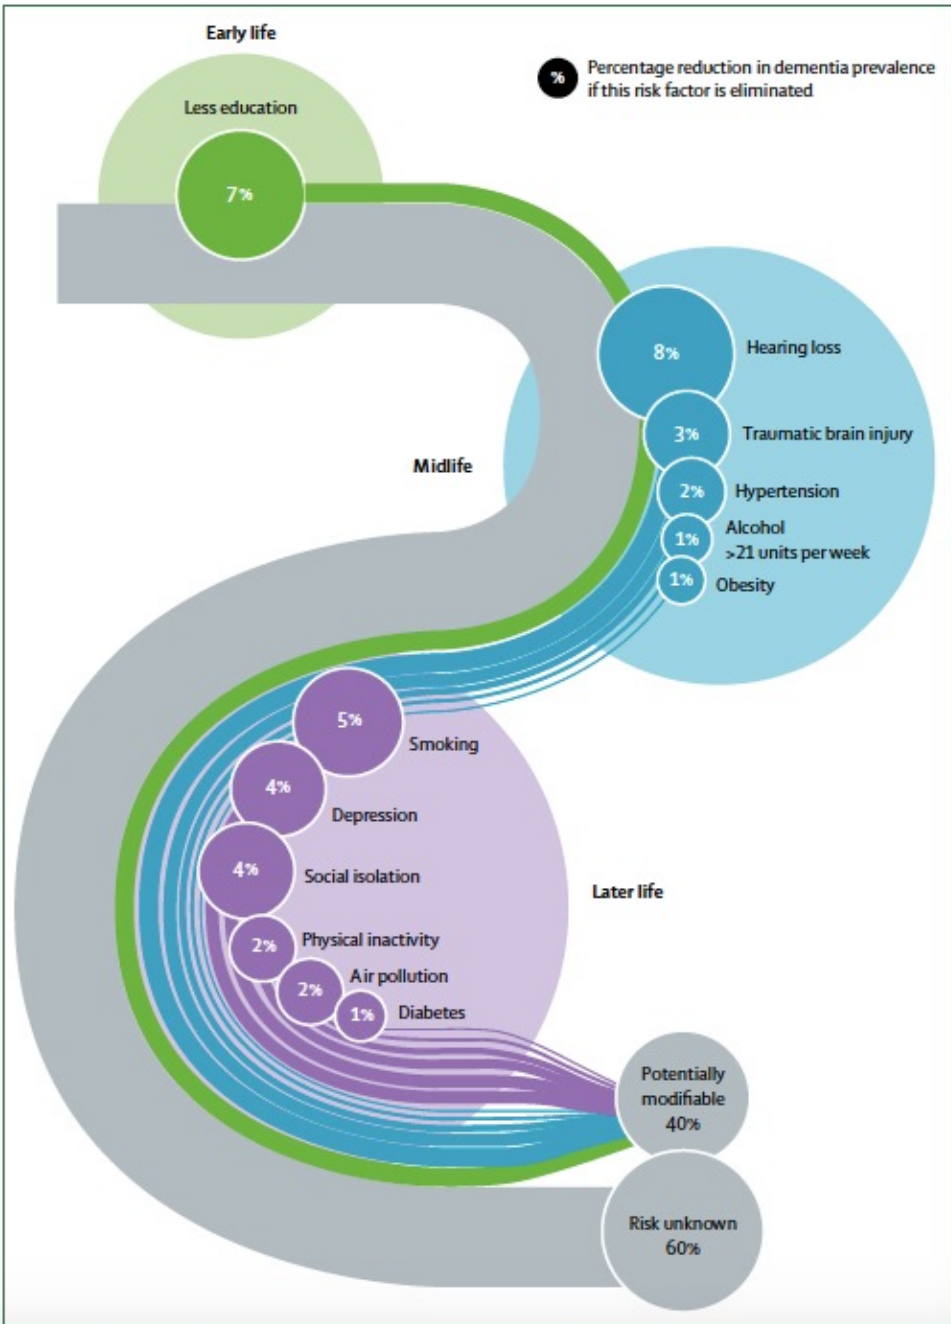 Early life
% Percentage reduction in dementia prevalence
if this risk factor is eliminated
Less education
7%
8% Hearing loss
3% Traumatic brain injury
Midlife
2% Hypertension
1% Alcohol
>21 units per week
1% Obesity
5% Smoking
4% Depression
4% Social isolation
Later life
2% Physical inactivity
2% Air pollution
1% Diabetes
Potentially
modifiable
40%
Risk unknown
60%